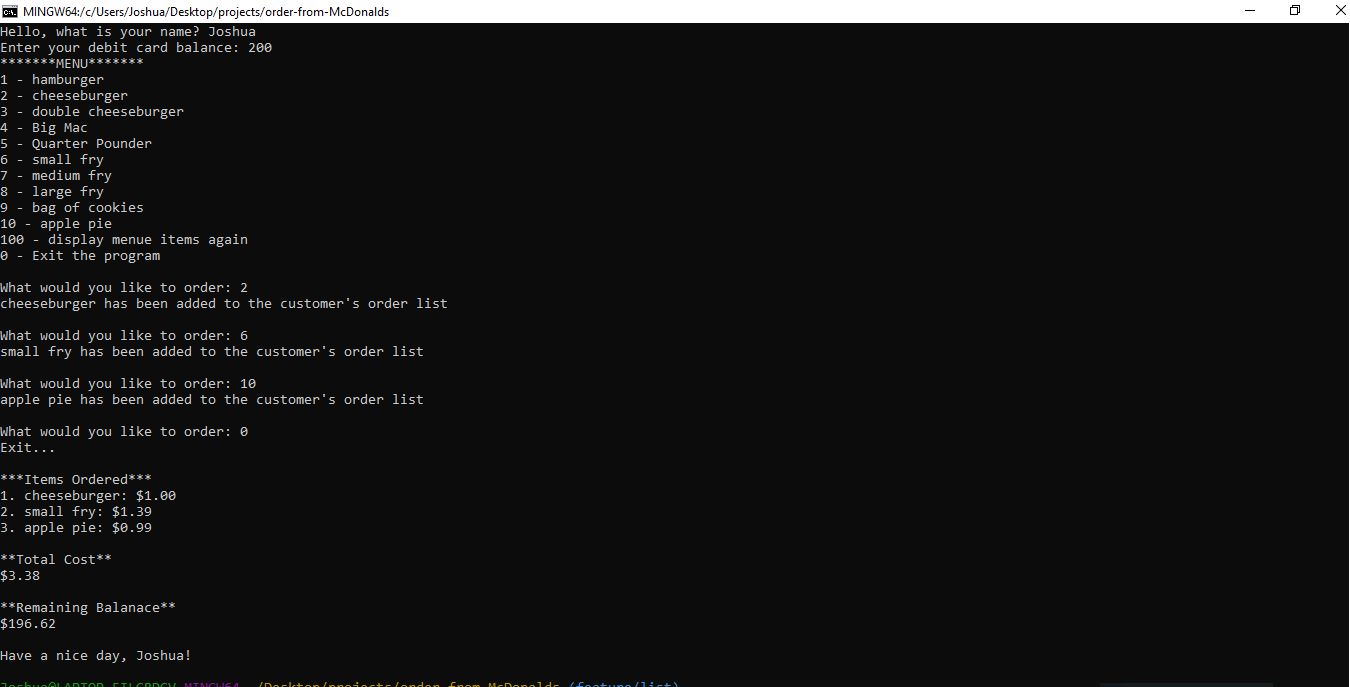 MINGW64:/c/Users/Joshua/Desktop/projects/order-from-McDonalds
Hello, what is your name? Joshua
Enter your debit card balance: 200
*******MENU*******
1 - hamburger
2 - cheeseburger
3 - double cheeseburger
4 - Big Mac
5 - Quarter Pounder
6 - small fry
7 - medium fry
8 - large fry
9 - bag of cookies
10 - apple pie
100 - display menue items again
0 - Exit the program
What would you like to order: 2
cheeseburger has been added to the customer's order list
What would you like to order: 6
small fry has been added to the customer's order list
What would you like to order: 10
apple pie has been added to the customer's order list
What would you like to order: 0
Exit...
***Items Ordered***
1. cheeseburger: $1.00
2. small fry: $1.39
3. apple pie: $0.99
**Total Cost**
$3.38
**Remaining Balanace**
$196.62
Have a nice day, Joshua!
MINGW64 ~/Desktop/projects/order-from-McDonalds (feature/list)